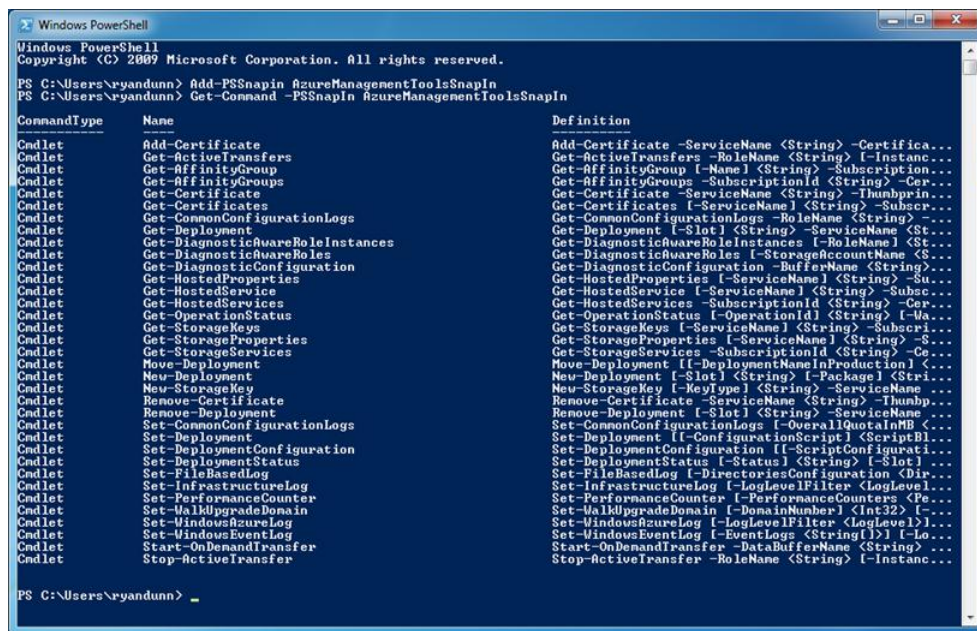 Windows PowerShell
Windows PowerShell
Copyright (C) 2009 Microsoft Corporation. All rights reserved.
PS C:\Users\ryandunn> Add-PSSnapin AzureManagementToolsSnapIn
PS C:\Users\ryandunn> Get-Command -PSSnapIn AzureManagementToolsSnapIn
CommandType Name Definition
----------- ---- ----------
Cmdlet Add-Certificate Add-Certificate -ServiceName <String> -Certifica...
Cmdlet Get-ActiveTransfers Get-ActiveTransfers -RoleName <String> [-Instanc...
Cmdlet Get-AffinityGroup Get-AffinityGroup [-Name] <String> -Subscription...
Cmdlet Get-AffinityGroups Get-AffinityGroups -SubscriptionId <String> -Cer...
Cmdlet Get-Certificate Get-Certificate -ServiceName <String> -Thumbprin...
Cmdlet Get-Certificates Get-Certificates [-ServiceName] <String> -Subscr...
Cmdlet Get-CommonConfigurationLogs Get-CommonConfigurationLogs -RoleName <String> -...
Cmdlet Get-Deployment Get-Deployment [-Slot] <String> -ServiceName <St...
Cmdlet Get-DiagnosticAwareRoleInstances Get-DiagnosticAwareRoleInstances [-RoleName] <St...
Cmdlet Get-DiagnosticAwareRoles Get-DiagnosticAwareRoles [-StorageAccountName <S...
Cmdlet Get-DiagnosticConfiguration Get-DiagnosticConfiguration -BufferName <String>...
Cmdlet Get-HostedProperties Get-HostedProperties [-ServiceName] <String> -Su...
Cmdlet Get-HostedService Get-HostedService [-ServiceName] <String> -Subsc...
Cmdlet Get-HostedServices Get-HostedServices -SubscriptionId <String> -Cer...
Cmdlet Get-OperationStatus Get-OperationStatus [-OperationId] <String> [-Wa...
Cmdlet Get-StorageKeys Get-StorageKeys [-ServiceName] <String> -Subscri...
Cmdlet Get-StorageProperties Get-StorageProperties [-ServiceName] <String> -S...
Cmdlet Get-StorageServices Get-StorageServices -SubscriptionId <String> -Ce...
Cmdlet Move-Deployment Move-Deployment [[-DeploymentNameInProduction] <...
Cmdlet New-Deployment New-Deployment [-Slot] <String> [-Package] <Stri...
Cmdlet New-StorageKey New-StorageKey [-KeyType] <String> -ServiceName ...
Cmdlet Remove-Certificate Remove-Certificate -ServiceName <String> -Thumbp...
Cmdlet Remove-Deployment Remove-Deployment [-Slot] <String> -ServiceName ...
Cmdlet Set-CommonConfigurationLogs Set-CommonConfigurationLogs [-OverallQuotaInMB <...
Cmdlet Set-Deployment Set-Deployment [[-ConfigurationScript] <ScriptBl...
Cmdlet Set-DeploymentConfiguration Set-DeploymentConfiguration [[-ScriptConfigurati...
Cmdlet Set-DeploymentStatus Set-DeploymentStatus [-Status] <String> [-Slot] ...
Cmdlet Set-FileBasedLog Set-FileBasedLog [-DirectoriesConfiguration <Dir...
Cmdlet Set-InfrastructureLog Set-InfrastructureLog [-LogLevelFilter <LogLevel...
Cmdlet Set-PerformanceCounter Set-PerformanceCounter [-PerformanceCounters <Pe...
Cmdlet Set-WalkUpgradeDomain Set-WalkUpgradeDomain [-DomainNumber] <Int32> [-...
Cmdlet Set-WindowsAzureLog Set-WindowsAzureLog [-LogLevelFilter <LogLevel>]...
Cmdlet Set-WindowsEventLog Set-WindowsEventLog [-EventLogs <String[]>] [-Lo...
Cmdlet Start-OnDemandTransfer Start-OnDemandTransfer -DataBufferName <String> ...
Cmdlet Stop-ActiveTransfer Stop-ActiveTransfer -RoleName <String> [-Instanc...
PS C:\Users\ryandunn> _